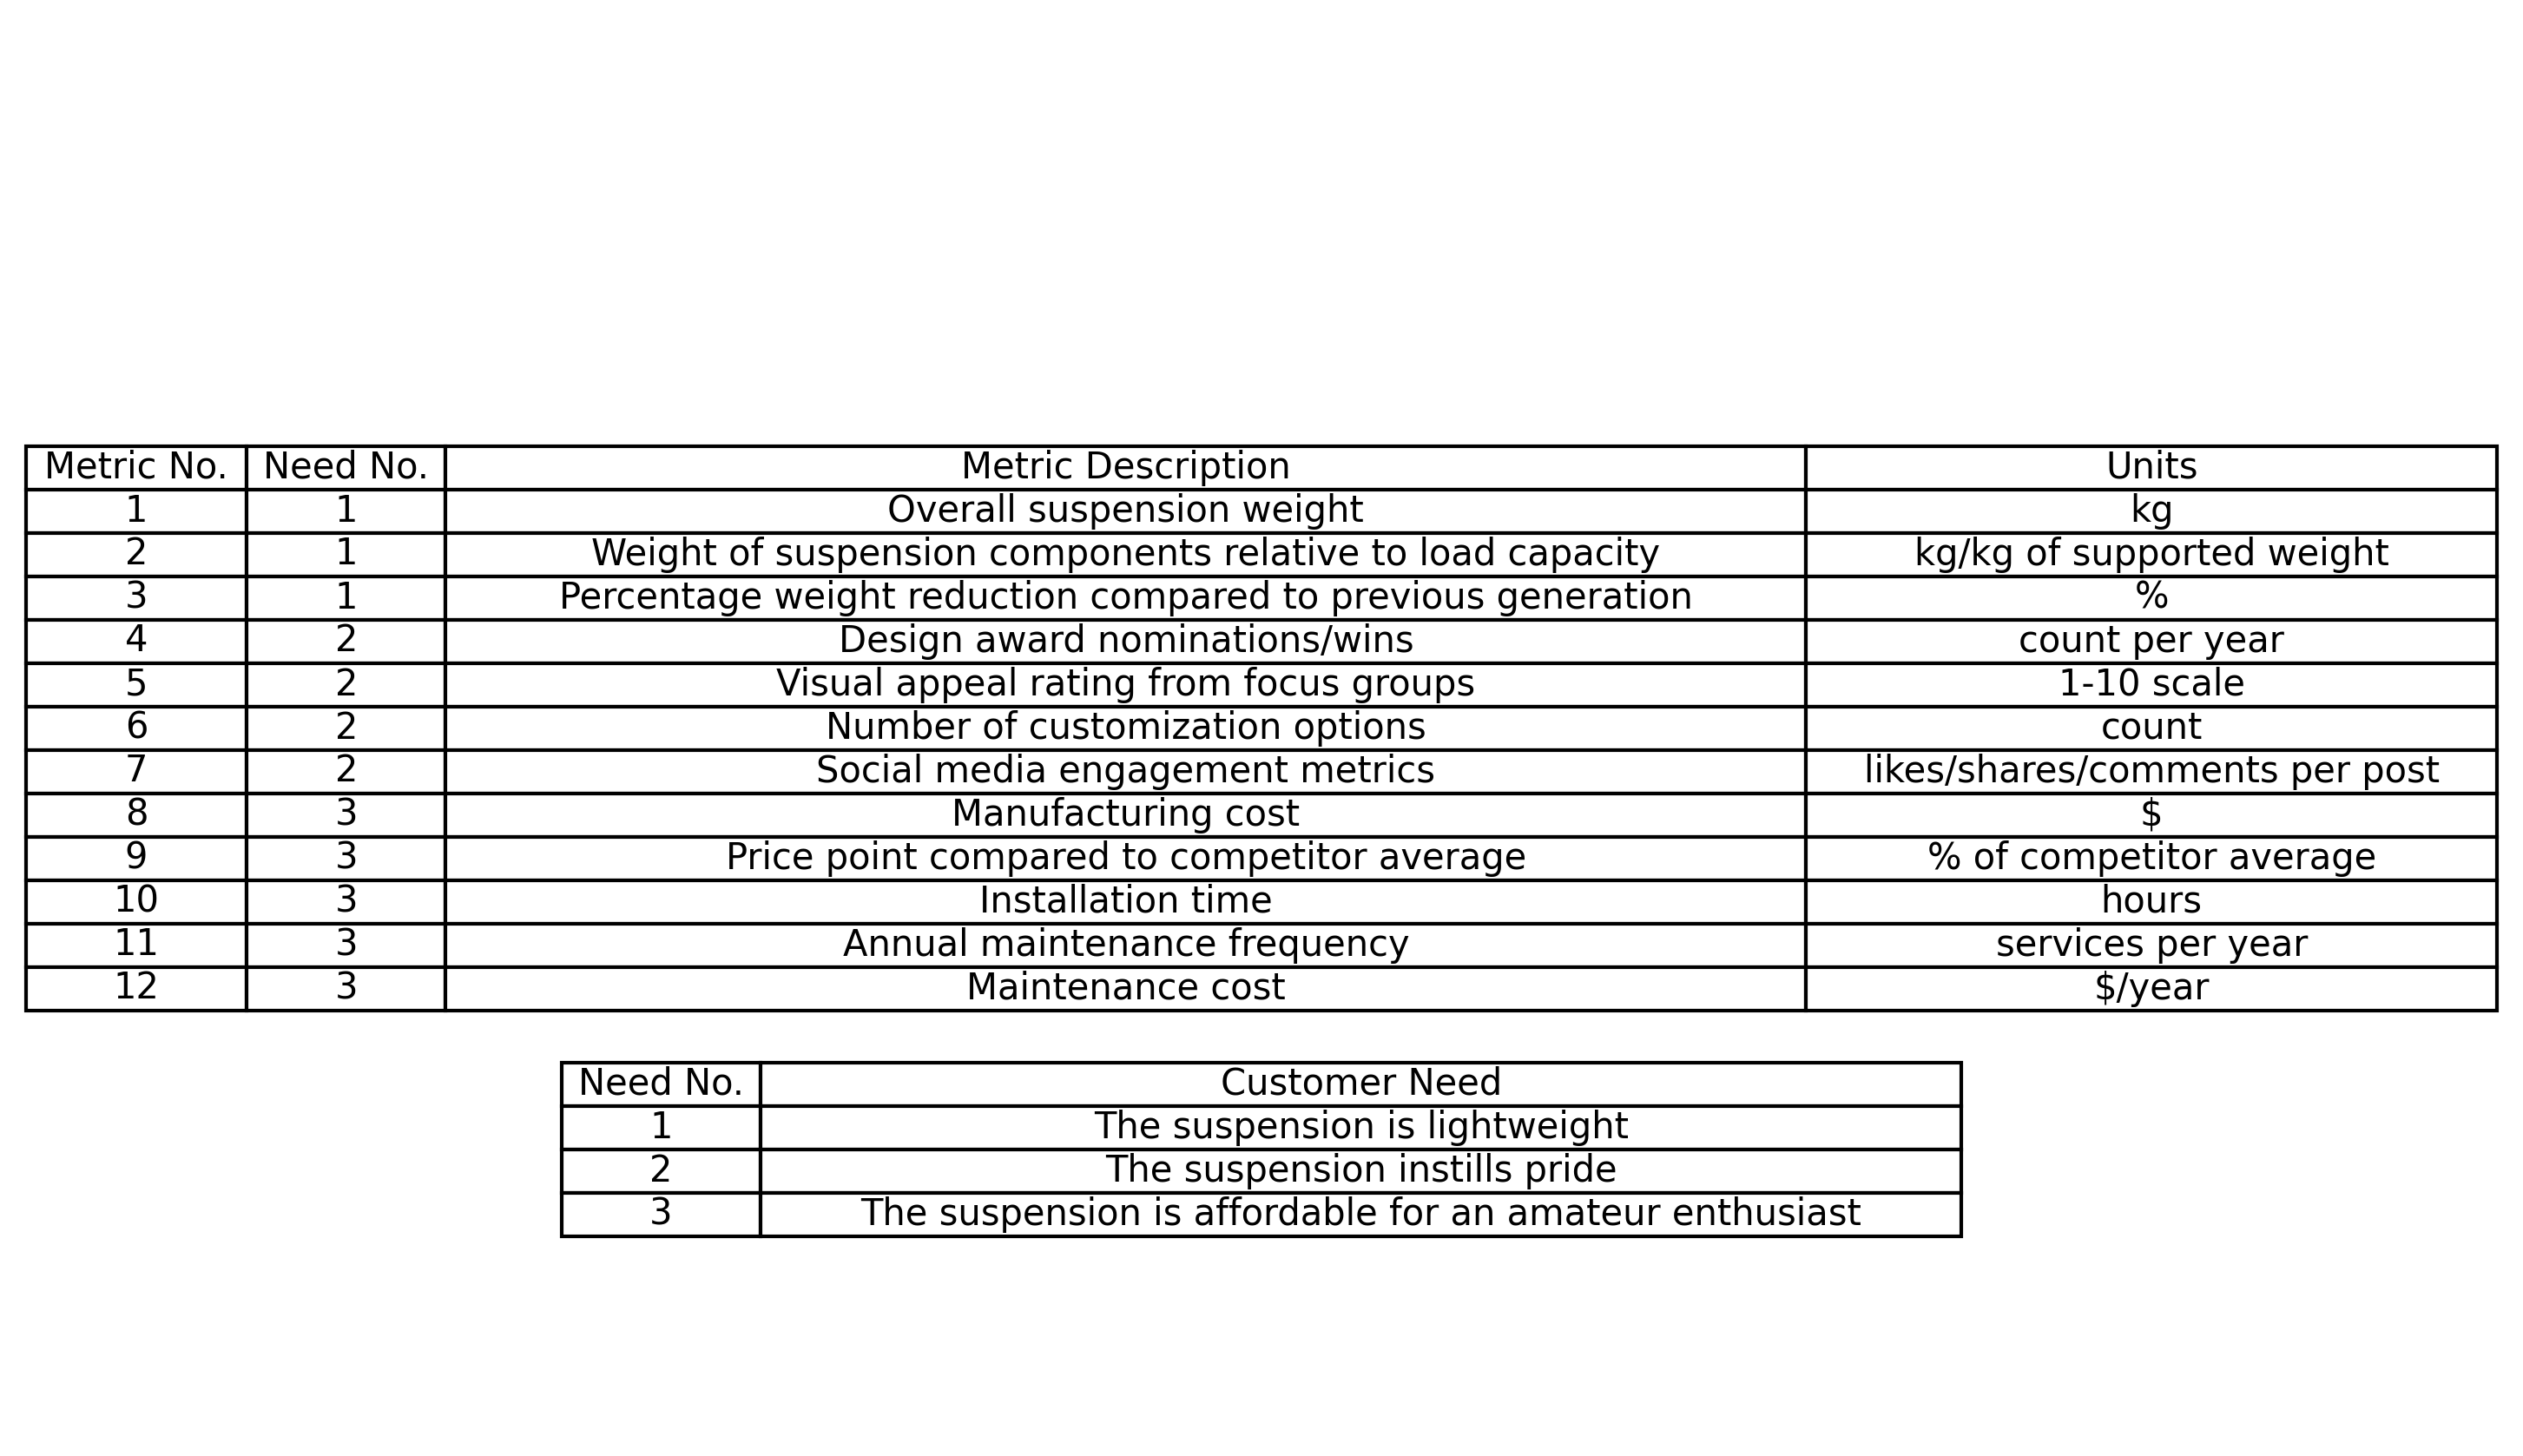 Metric No. Need No. Metric Description Units
1 1 Overall suspension weight kg
2 1 Weight of suspension components relative to load capacity kg/kg of supported weight
3 1 Percentage weight reduction compared to previous generation %
4 2 Design award nominations/wins count per year
5 2 Visual appeal rating from focus groups 1-10 scale
6 2 Number of customization options count
7 2 Social media engagement metrics likes/shares/comments per post
8 3 Manufacturing cost $
9 3 Price point compared to competitor average % of competitor average
10 3 Installation time hours
11 3 Annual maintenance frequency services per year
12 3 Maintenance cost $/year
Need No. Customer Need
1 The suspension is lightweight
2 The suspension instills pride
3 The suspension is affordable for an amateur enthusiast